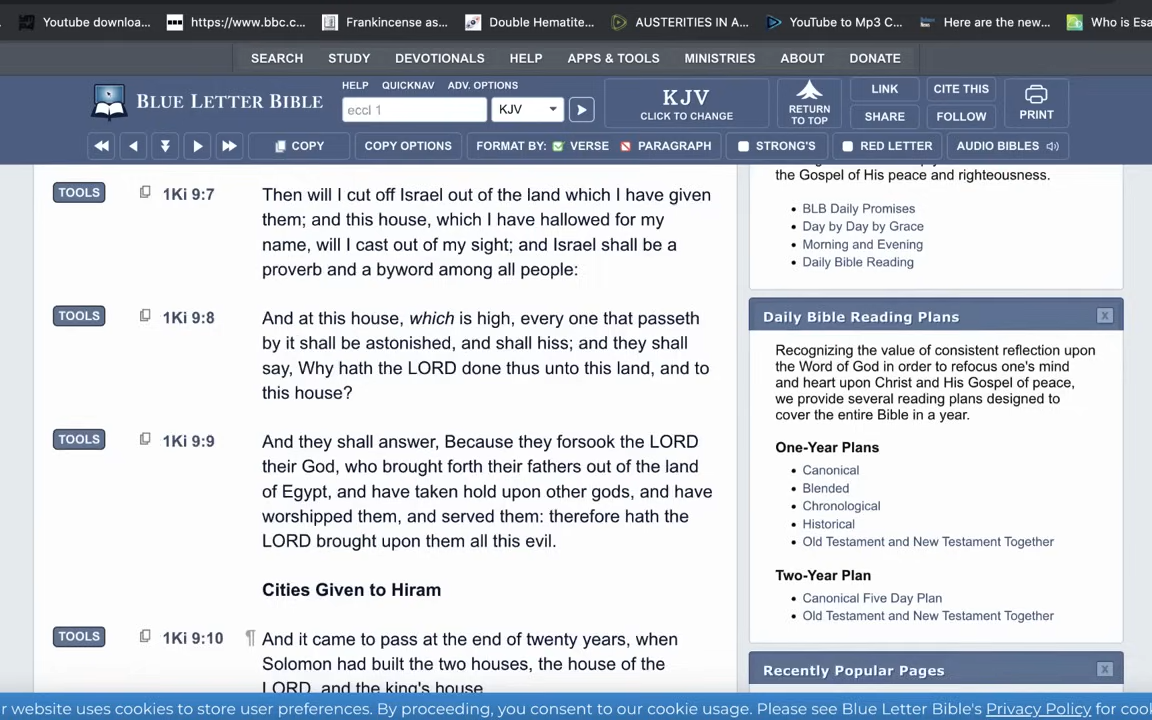 Youtube downloa...
https://www.bbc.c...
Frankincense as...
Double Hematite...
AUSTERITIES IN A...
YouTube to Mp3 C...
Here are the new...
Who is Esa
SEARCH STUDY DEVOTIONALS HELP APPS & TOOLS MINISTRIES ABOUT DONATE
BLUE LETTER BIBLE
HELP QUICKNAV ADV. OPTIONS
eccl 1 KJV
KJV
CLICK TO CHANGE
RETURN
TO TOP
LINK CITE THIS
SHARE FOLLOW
PRINT
COPY COPY OPTIONS FORMAT BY: VERSE PARAGRAPH STRONG'S RED LETTER AUDIO BIBLES
TOOLS 1Ki 9:7 Then will I cut off Israel out of the land which I have given
them; and this house, which I have hallowed for my
name, will I cast out of my sight; and Israel shall be a
proverb and a byword among all people:
TOOLS 1Ki 9:8 And at this house, which is high, every one that passeth
by it shall be astonished, and shall hiss; and they shall
say, Why hath the LORD done thus unto this land, and to
this house?
TOOLS 1Ki 9:9 And they shall answer, Because they forsook the LORD
their God, who brought forth their fathers out of the land
of Egypt, and have taken hold upon other gods, and have
worshipped them, and served them: therefore hath the
LORD brought upon them all this evil.
Cities Given to Hiram
TOOLS 1Ki 9:10 ¶ And it came to pass at the end of twenty years, when
Solomon had built the two houses, the house of the
LORD, and the king's house,
the Gospel of His peace and righteousness.
• BLB Daily Promises
• Day by Day by Grace
• Morning and Evening
• Daily Bible Reading
Daily Bible Reading Plans X
Recognizing the value of consistent reflection upon
the Word of God in order to refocus one's mind
and heart upon Christ and His Gospel of peace,
we provide several reading plans designed to
cover the entire Bible in a year.
One-Year Plans
• Canonical
• Blended
• Chronological
• Historical
• Old Testament and New Testament Together
Two-Year Plan
• Canonical Five Day Plan
• Old Testament and New Testament Together
Recently Popular Pages X
r website uses cookies to store user preferences. By proceeding, you consent to our cookie usage. Please see Blue Letter Bible's Privacy Policy for cook